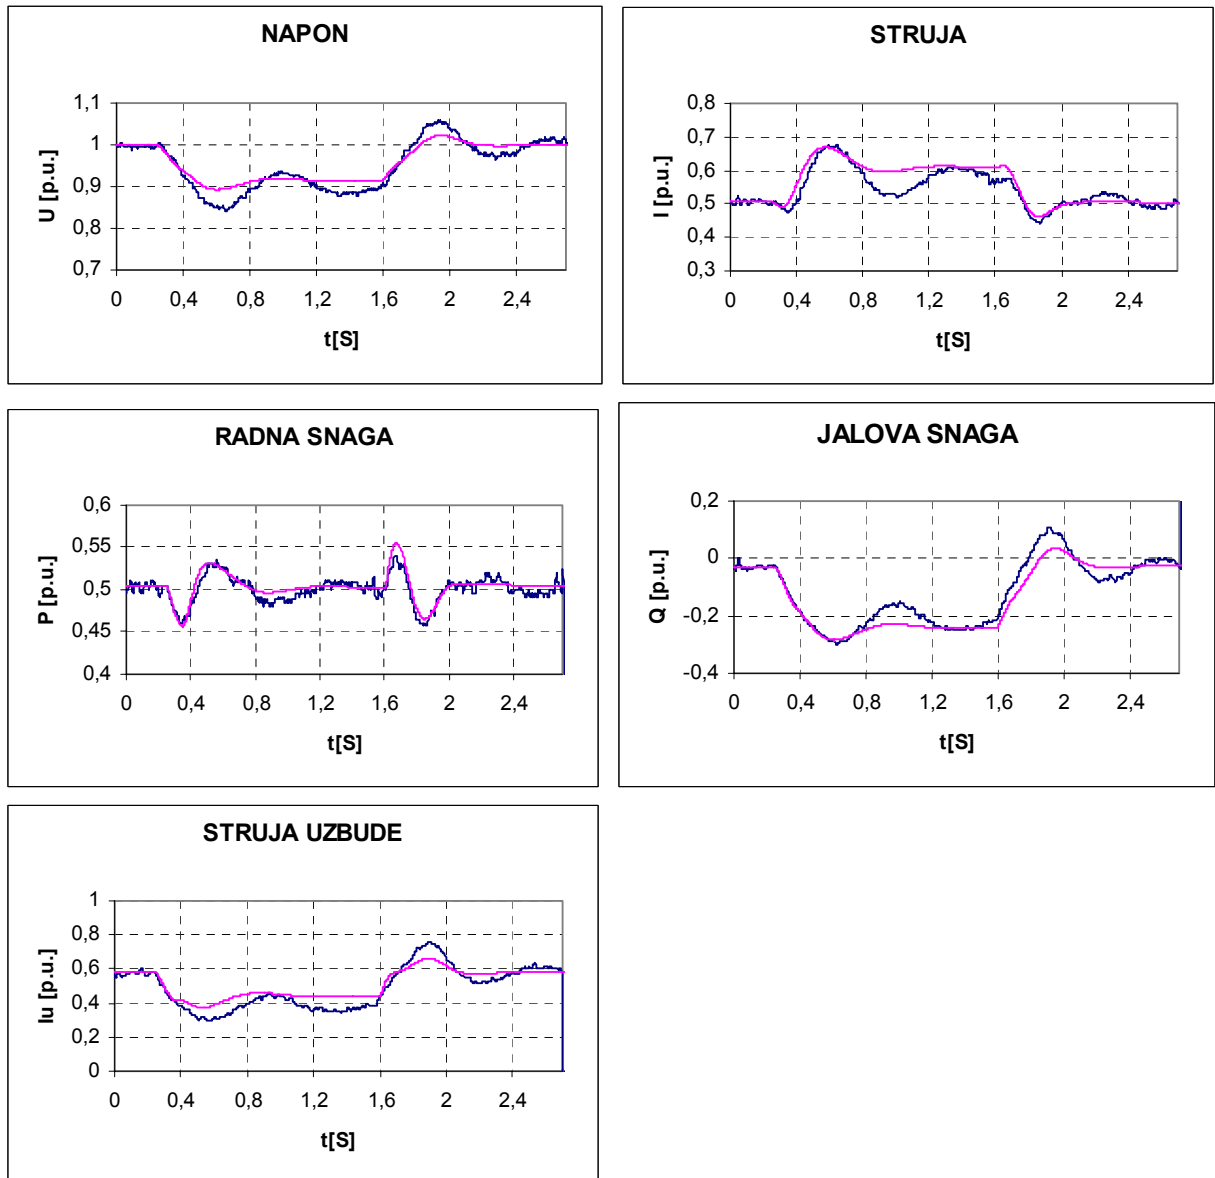 NAPON
U [p.u.]
1,1
1
0,9
0,8
0,7
0 0,4 0,8 1,2 1,6 2 2,4
t[S]
STRUJA
I [p.u.]
0,8
0,7
0,6
0,5
0,4
0,3
0 0,4 0,8 1,2 1,6 2 2,4
t[S]
RADNA SNAGA
P [p.u.]
0,6
0,55
0,5
0,45
0,4
0 0,4 0,8 1,2 1,6 2 2,4
t[S]
JALOVA SNAGA
Q [p.u.]
0,2
0
-0,2
-0,4
0 0,4 0,8 1,2 1,6 2 2,4
t[S]
STRUJA UZBUDE
Iu [p.u.]
1
0,8
0,6
0,4
0,2
0
0 0,4 0,8 1,2 1,6 2 2,4
t[S]